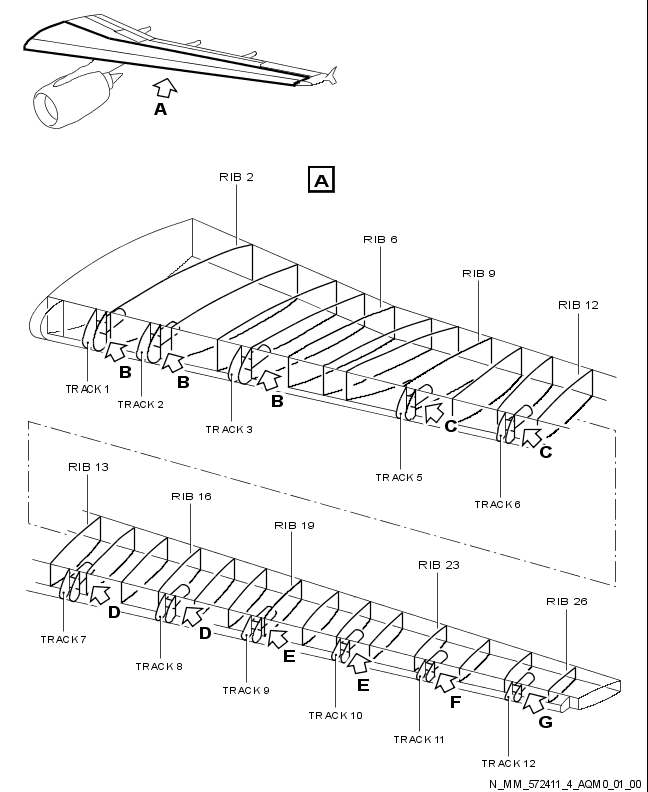 A
RIB 2
A
RIB 6
RIB 9
RIB 12
B
B
B
TRACK 1
TRACK 2
TRACK 3
C
C
TRACK 5
TRACK 6
RIB 13
RIB 16
RIB 19
RIB 23
RIB 26
D
D
E
E
F
G
TRACK 7
TRACK 8
TRACK 9
TRACK 10
TRACK 11
TRACK 12
N_MM_572411_4_AQM0_01_00